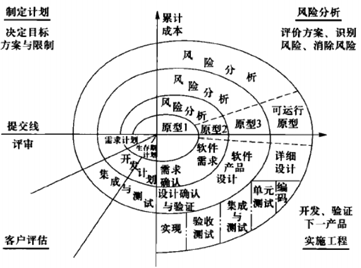 制定计划
决定目标
方案与限制
累计
成本
风险分析
评价方案、识别
风险、消除风险
风险分析
风险分析
风险分析
原型1
原型2
原型3
可运行
原型
提交线
评审
需求计划
生存期
计划
开发计划
集成与测试
需求
确认
软件
需求
软件
产品
设计
详细
设计
设计确认
与验证
实现
验收
测试
集成
与
测试
单元
测试
编码
客户评估
开发、验证
下一产品
实施工程